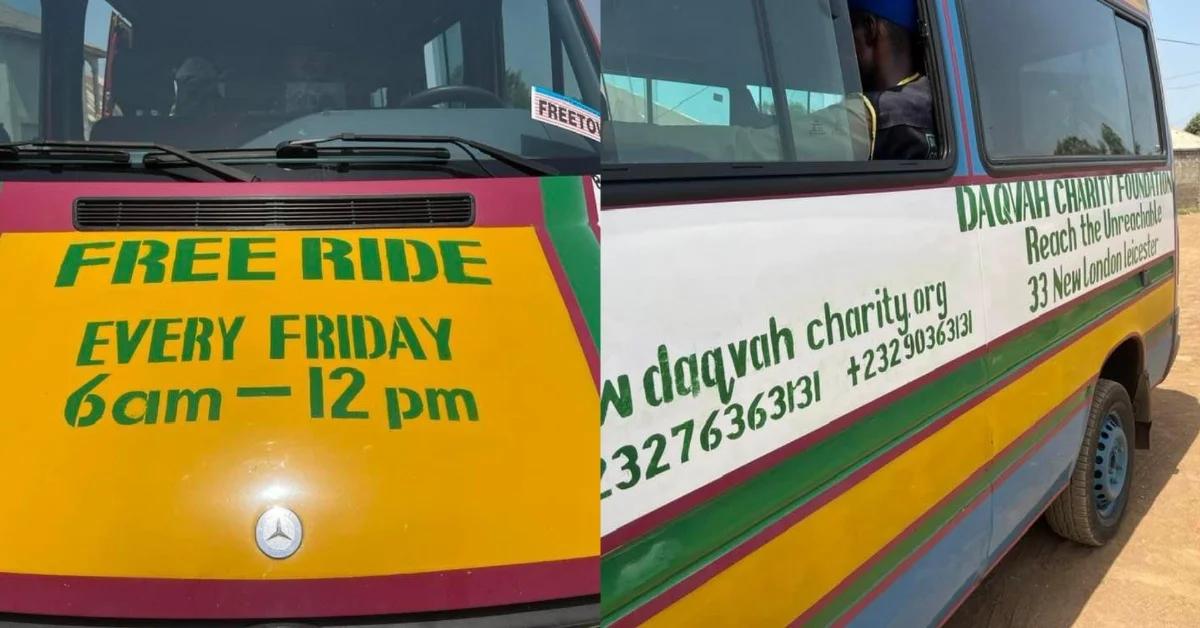 FREETO
FREE RIDE
EVERY FRIDAY
6am — 12 pm
DAQVAH CHARITY FOUNDATION
Reach the Unreachable
33 New London leicester
w daqvah charity.org
23276363131 +23290363131